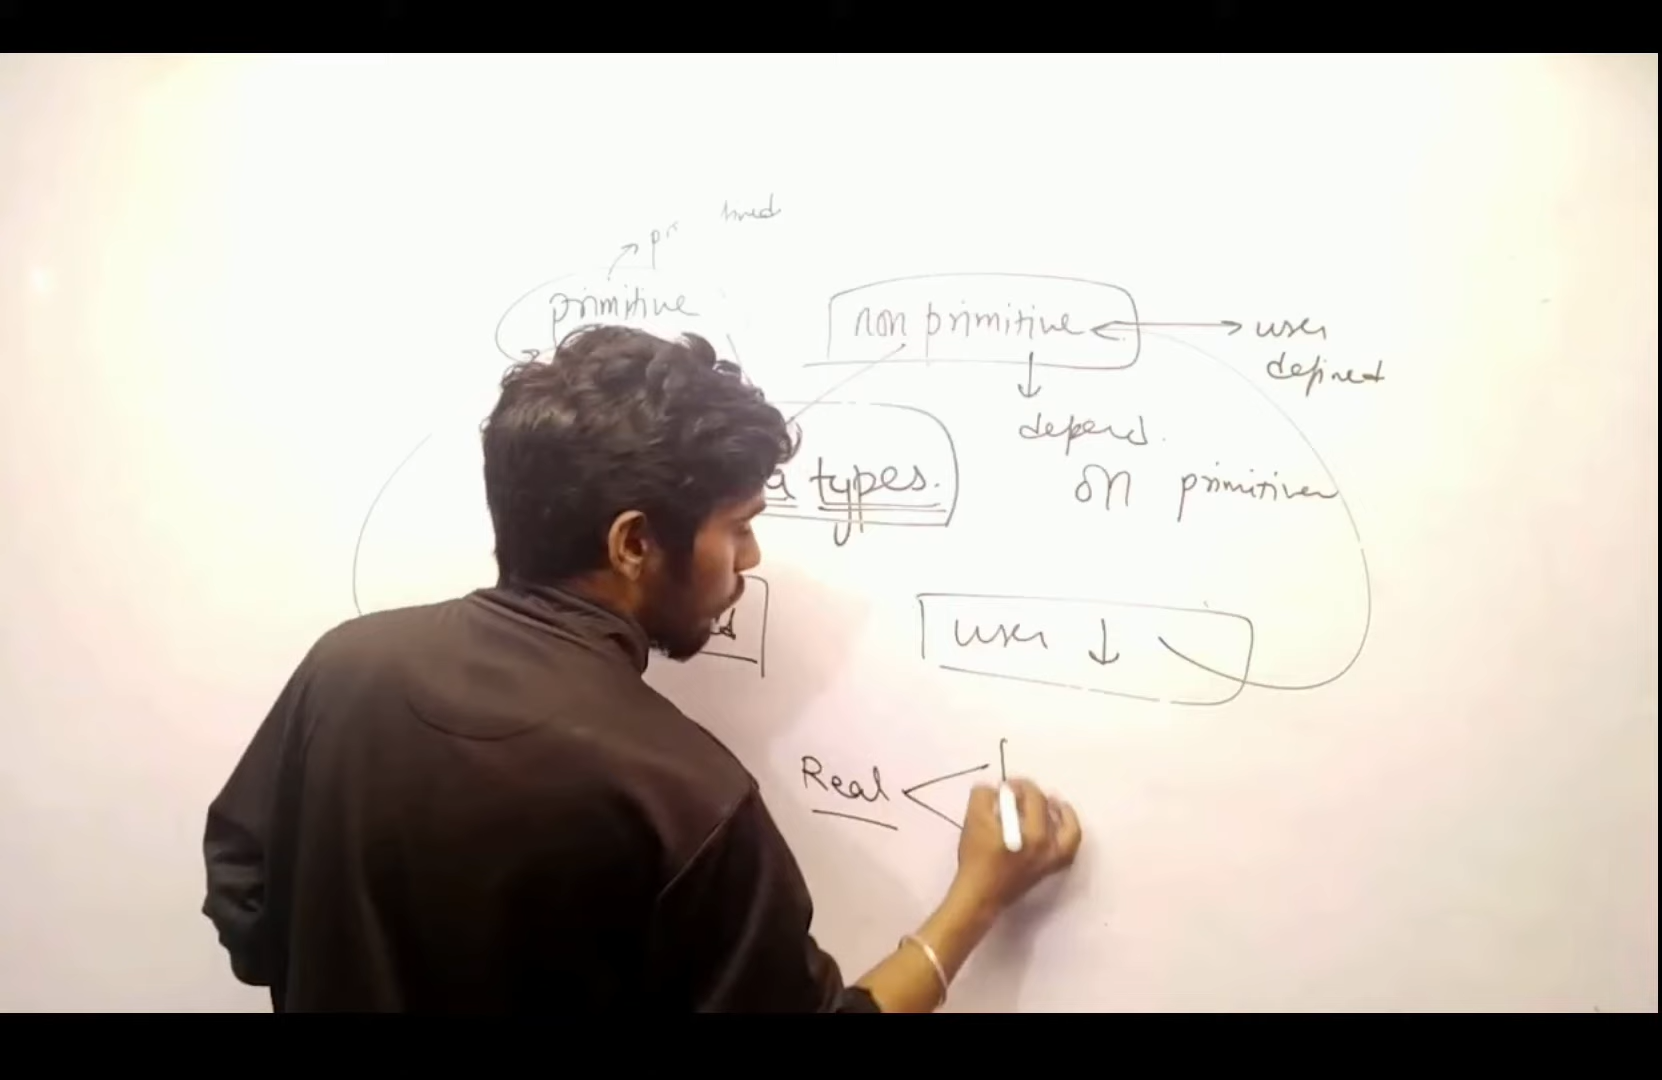 primitive
non primitive
user
defined
depend.
on primitive
types.
user ↓
Real